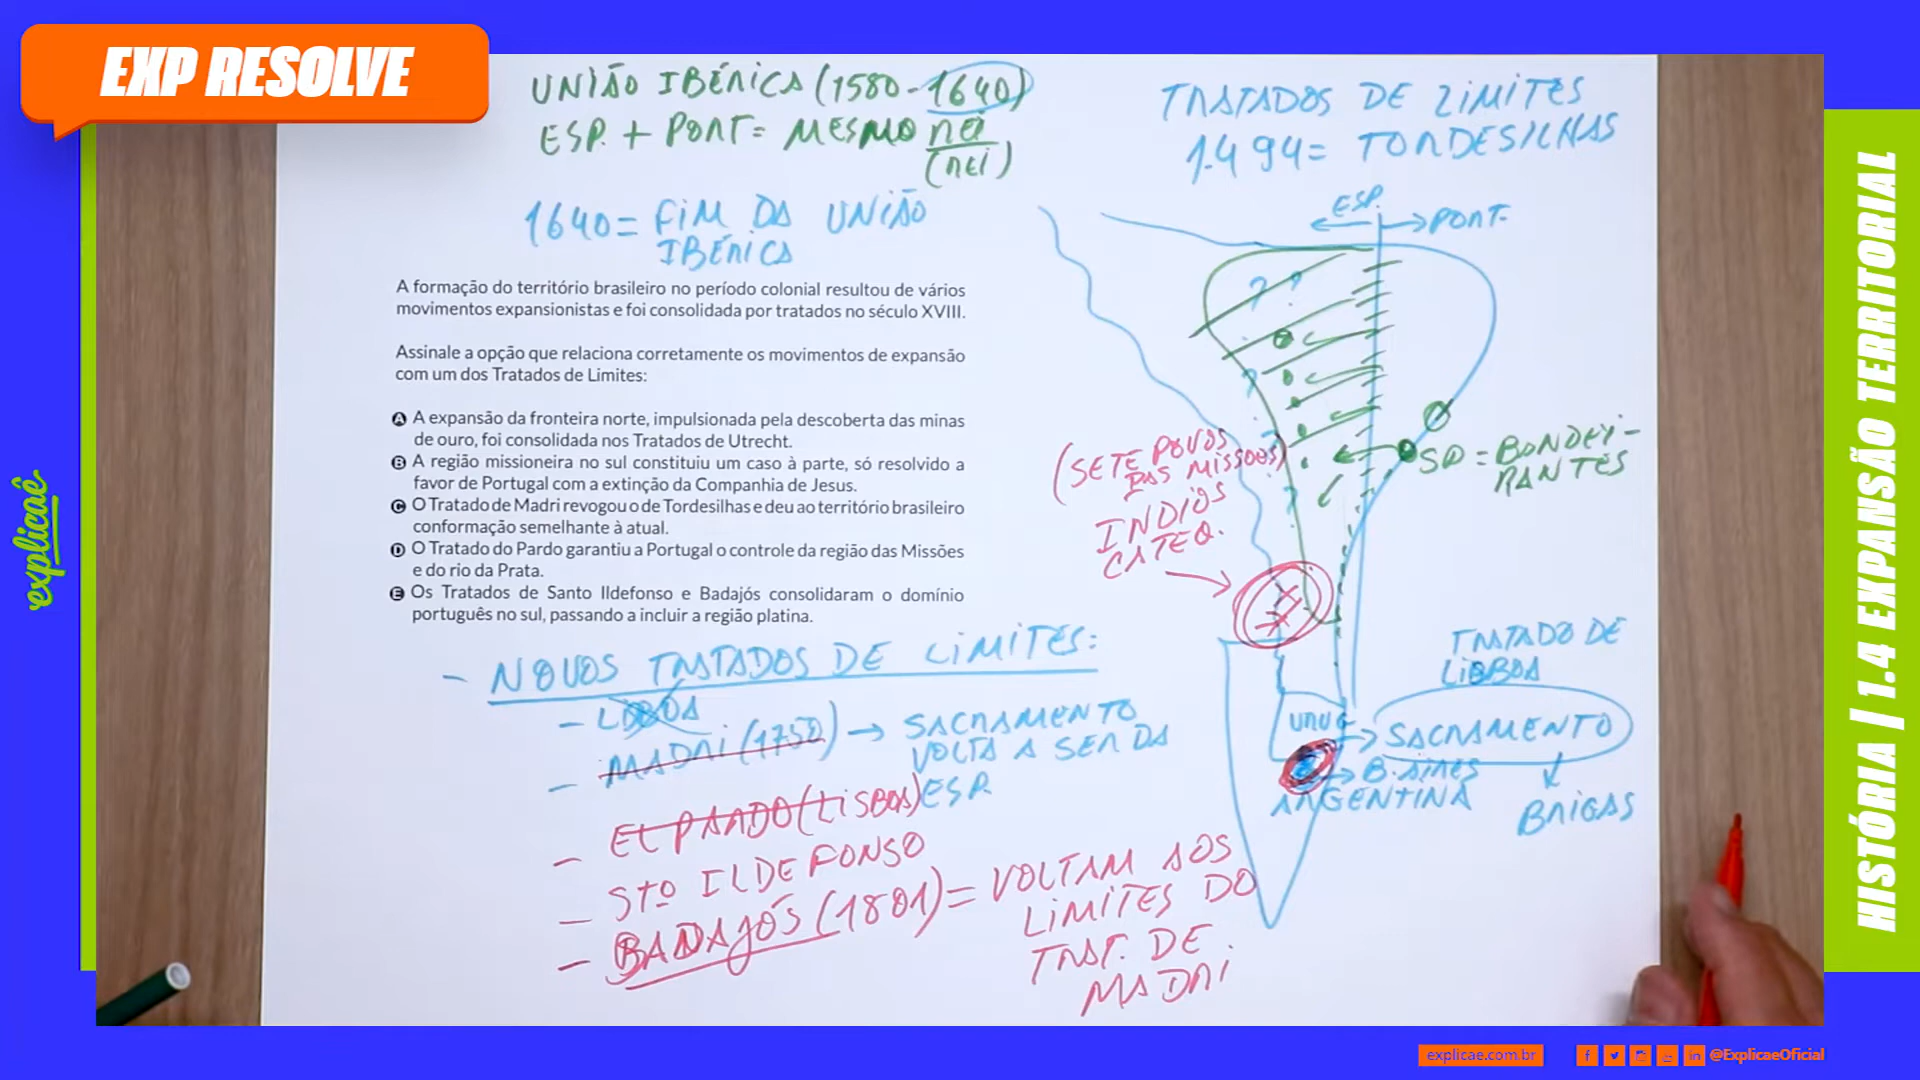 EXP RESOLVE
UNIÃO IBÉRICA (1580-1640)
ESP. + PORT = MESMO REI
(REI)
1640 = FIM DA UNIÃO
IBÉRICA
A formação do território brasileiro no período colonial resultou de vários
movimentos expansionistas e foi consolidada por tratados no século XVIII.
Assinale a opção que relaciona corretamente os movimentos de expansão
com um dos Tratados de Limites:
A A expansão da fronteira norte, impulsionada pela descoberta das minas
de ouro, foi consolidada nos Tratados de Utrecht.
B A região missioneira no sul constituiu um caso à parte, só resolvido a
favor de Portugal com a extinção da Companhia de Jesus.
C O Tratado de Madri revogou o de Tordesilhas e deu ao território brasileiro
conformação semelhante à atual.
D O Tratado do Pardo garantiu a Portugal o controle da região das Missões
e do rio da Prata.
E Os Tratados de Santo Ildefonso e Badajós consolidaram o domínio
português no sul, passando a incluir a região platina.
- NOVOS TRATADOS DE LIMITES:
- MADRI (1750) → SACRAMENTO
VOLTA A SER DA
ESP.
- EL PARDO (LISBOA)
- STO ILDEFONSO
- BADAJÓS (1801) = VOLTAM AOS
LIMITES DO
TRAT. DE
MADRI
TRATADOS DE LIMITES
1.494 = TORDESILHAS
ESP. PORT.
? ?
?
?
?
SP = BANDEI-
RANTES
(SETE POVOS
DAS MISSÕES)
ÍNDIOS
CATEQ.
TRATADO DE
LISBOA
URUG → SACRAMENTO
→ B. AIRES
ARGENTINA
BRIGAS
explicaê
HISTÓRIA | 1.4 EXPANSÃO TERRITORIAL
explicae.com.br
in @ExplicaeOficial